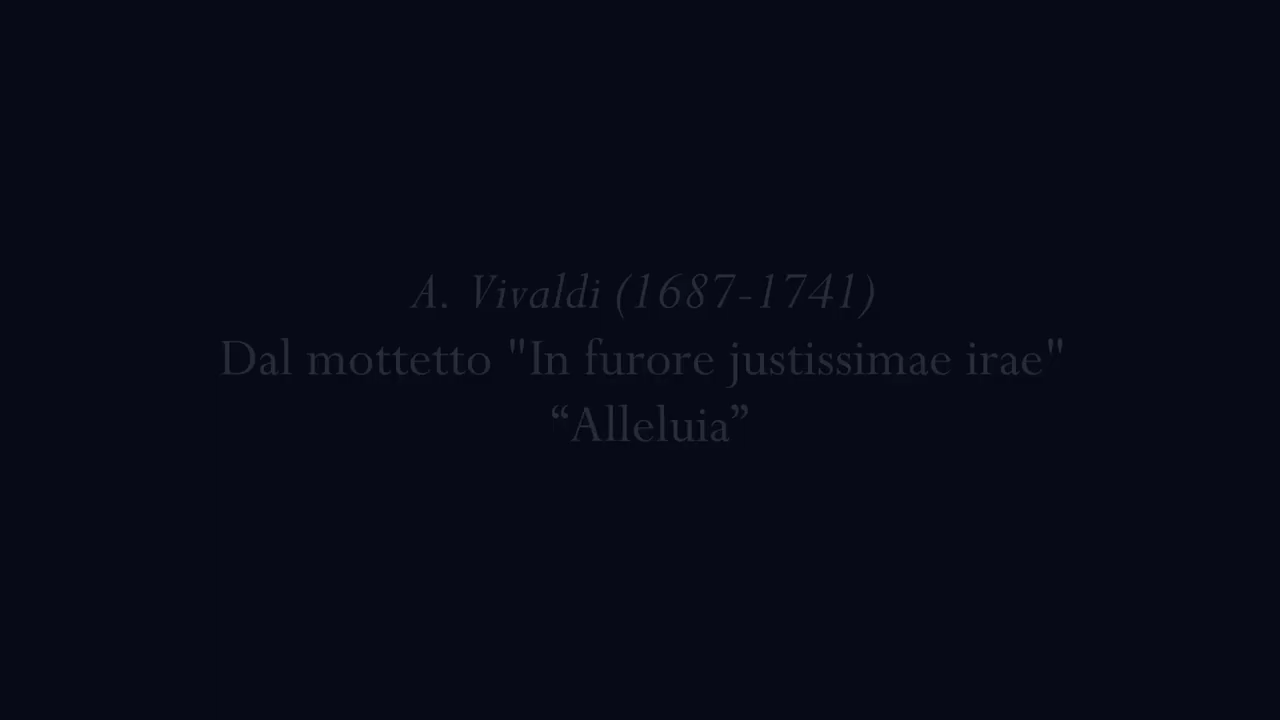 A. Vivaldi (1687-1741)
Dal mottetto "In furore justissimae irae"
“Alleluia”